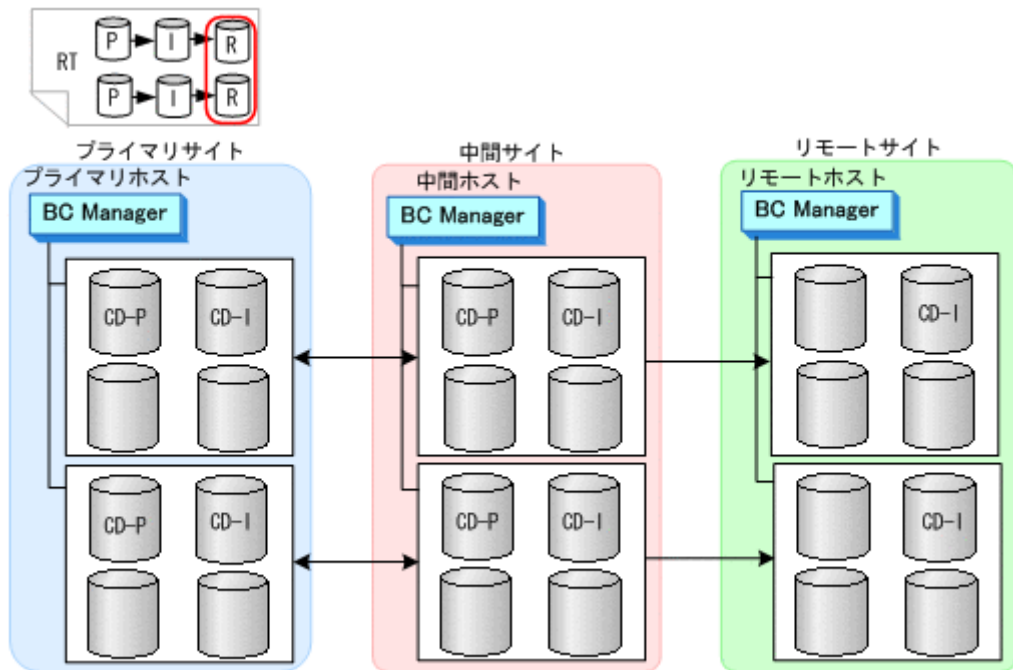 RT P I R
P I R
プライマリサイト 中間サイト リモートサイト
プライマリホスト 中間ホスト リモートホスト
BC Manager BC Manager BC Manager
CD-P CD-I CD-P CD-I CD-I
CD-P CD-I CD-P CD-I CD-I